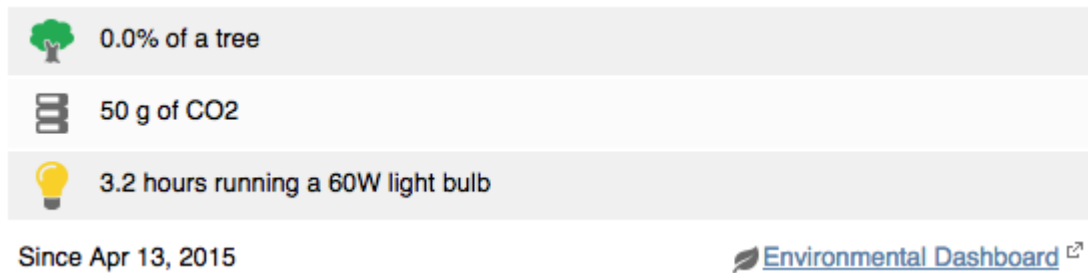 0.0% of a tree
50 g of CO2
3.2 hours running a 60W light bulb
Since Apr 13, 2015 Environmental Dashboard